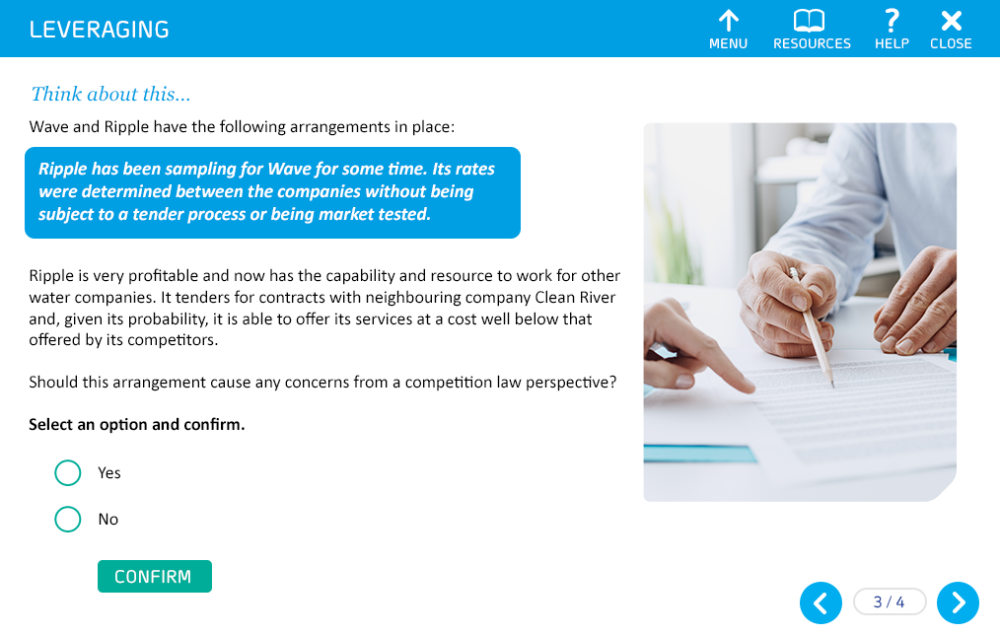 LEVERAGING
MENU
RESOURCES
HELP
CLOSE
Think about this...
Wave and Ripple have the following arrangements in place:
Ripple has been sampling for Wave for some time. Its rates
were determined between the companies without being
subject to a tender process or being market tested.
Ripple is very profitable and now has the capability and resource to work for other
water companies. It tenders for contracts with neighbouring company Clean River
and, given its probability, it is able to offer its services at a cost well below that
offered by its competitors.
Should this arrangement cause any concerns from a competition law perspective?
Select an option and confirm.
Yes
No
CONFIRM
3 / 4